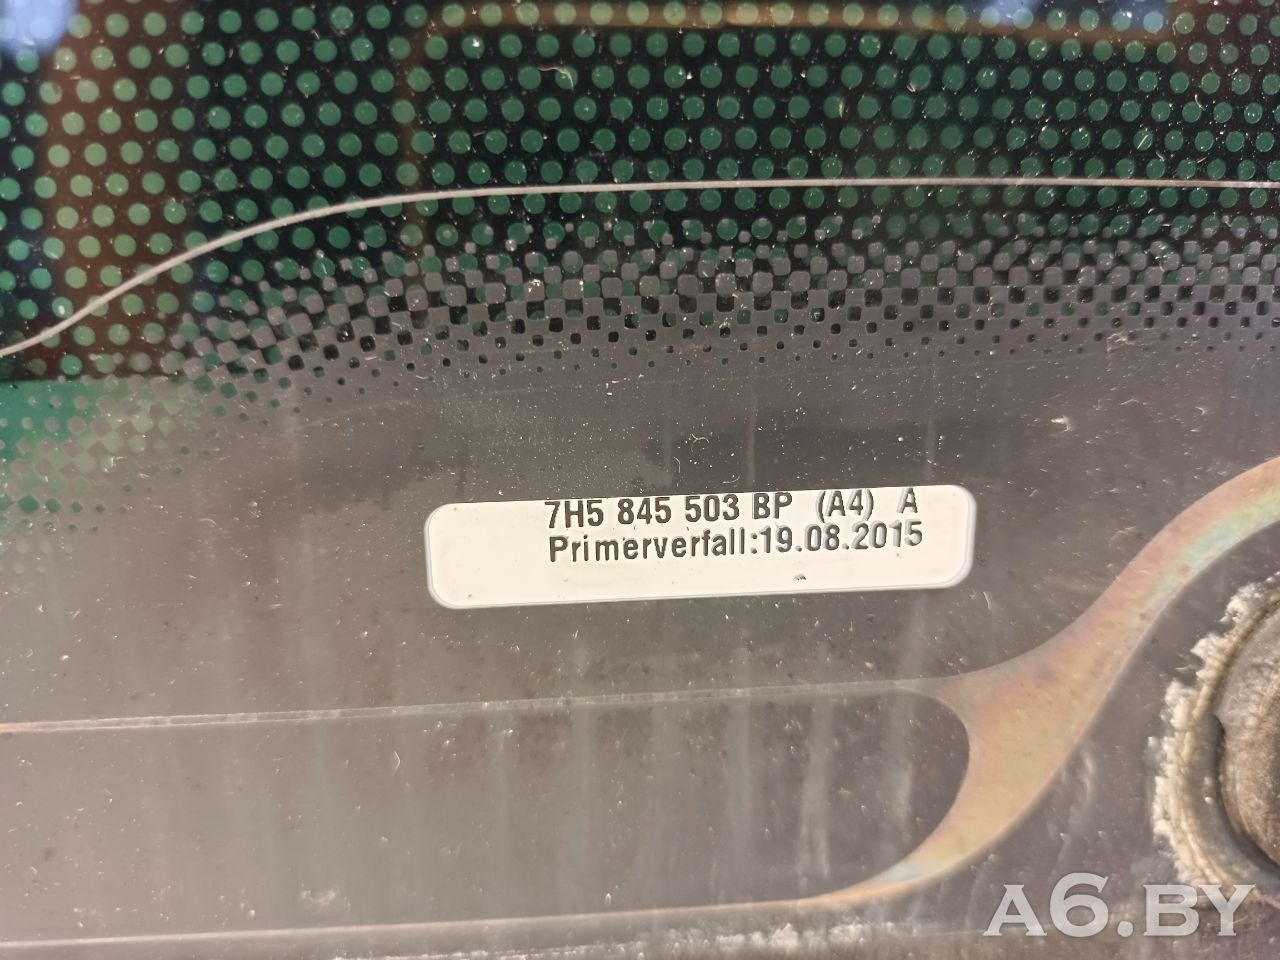 7H5 845 503 BP (A4) A
Primerverfall:19.08.2015
A6.BY